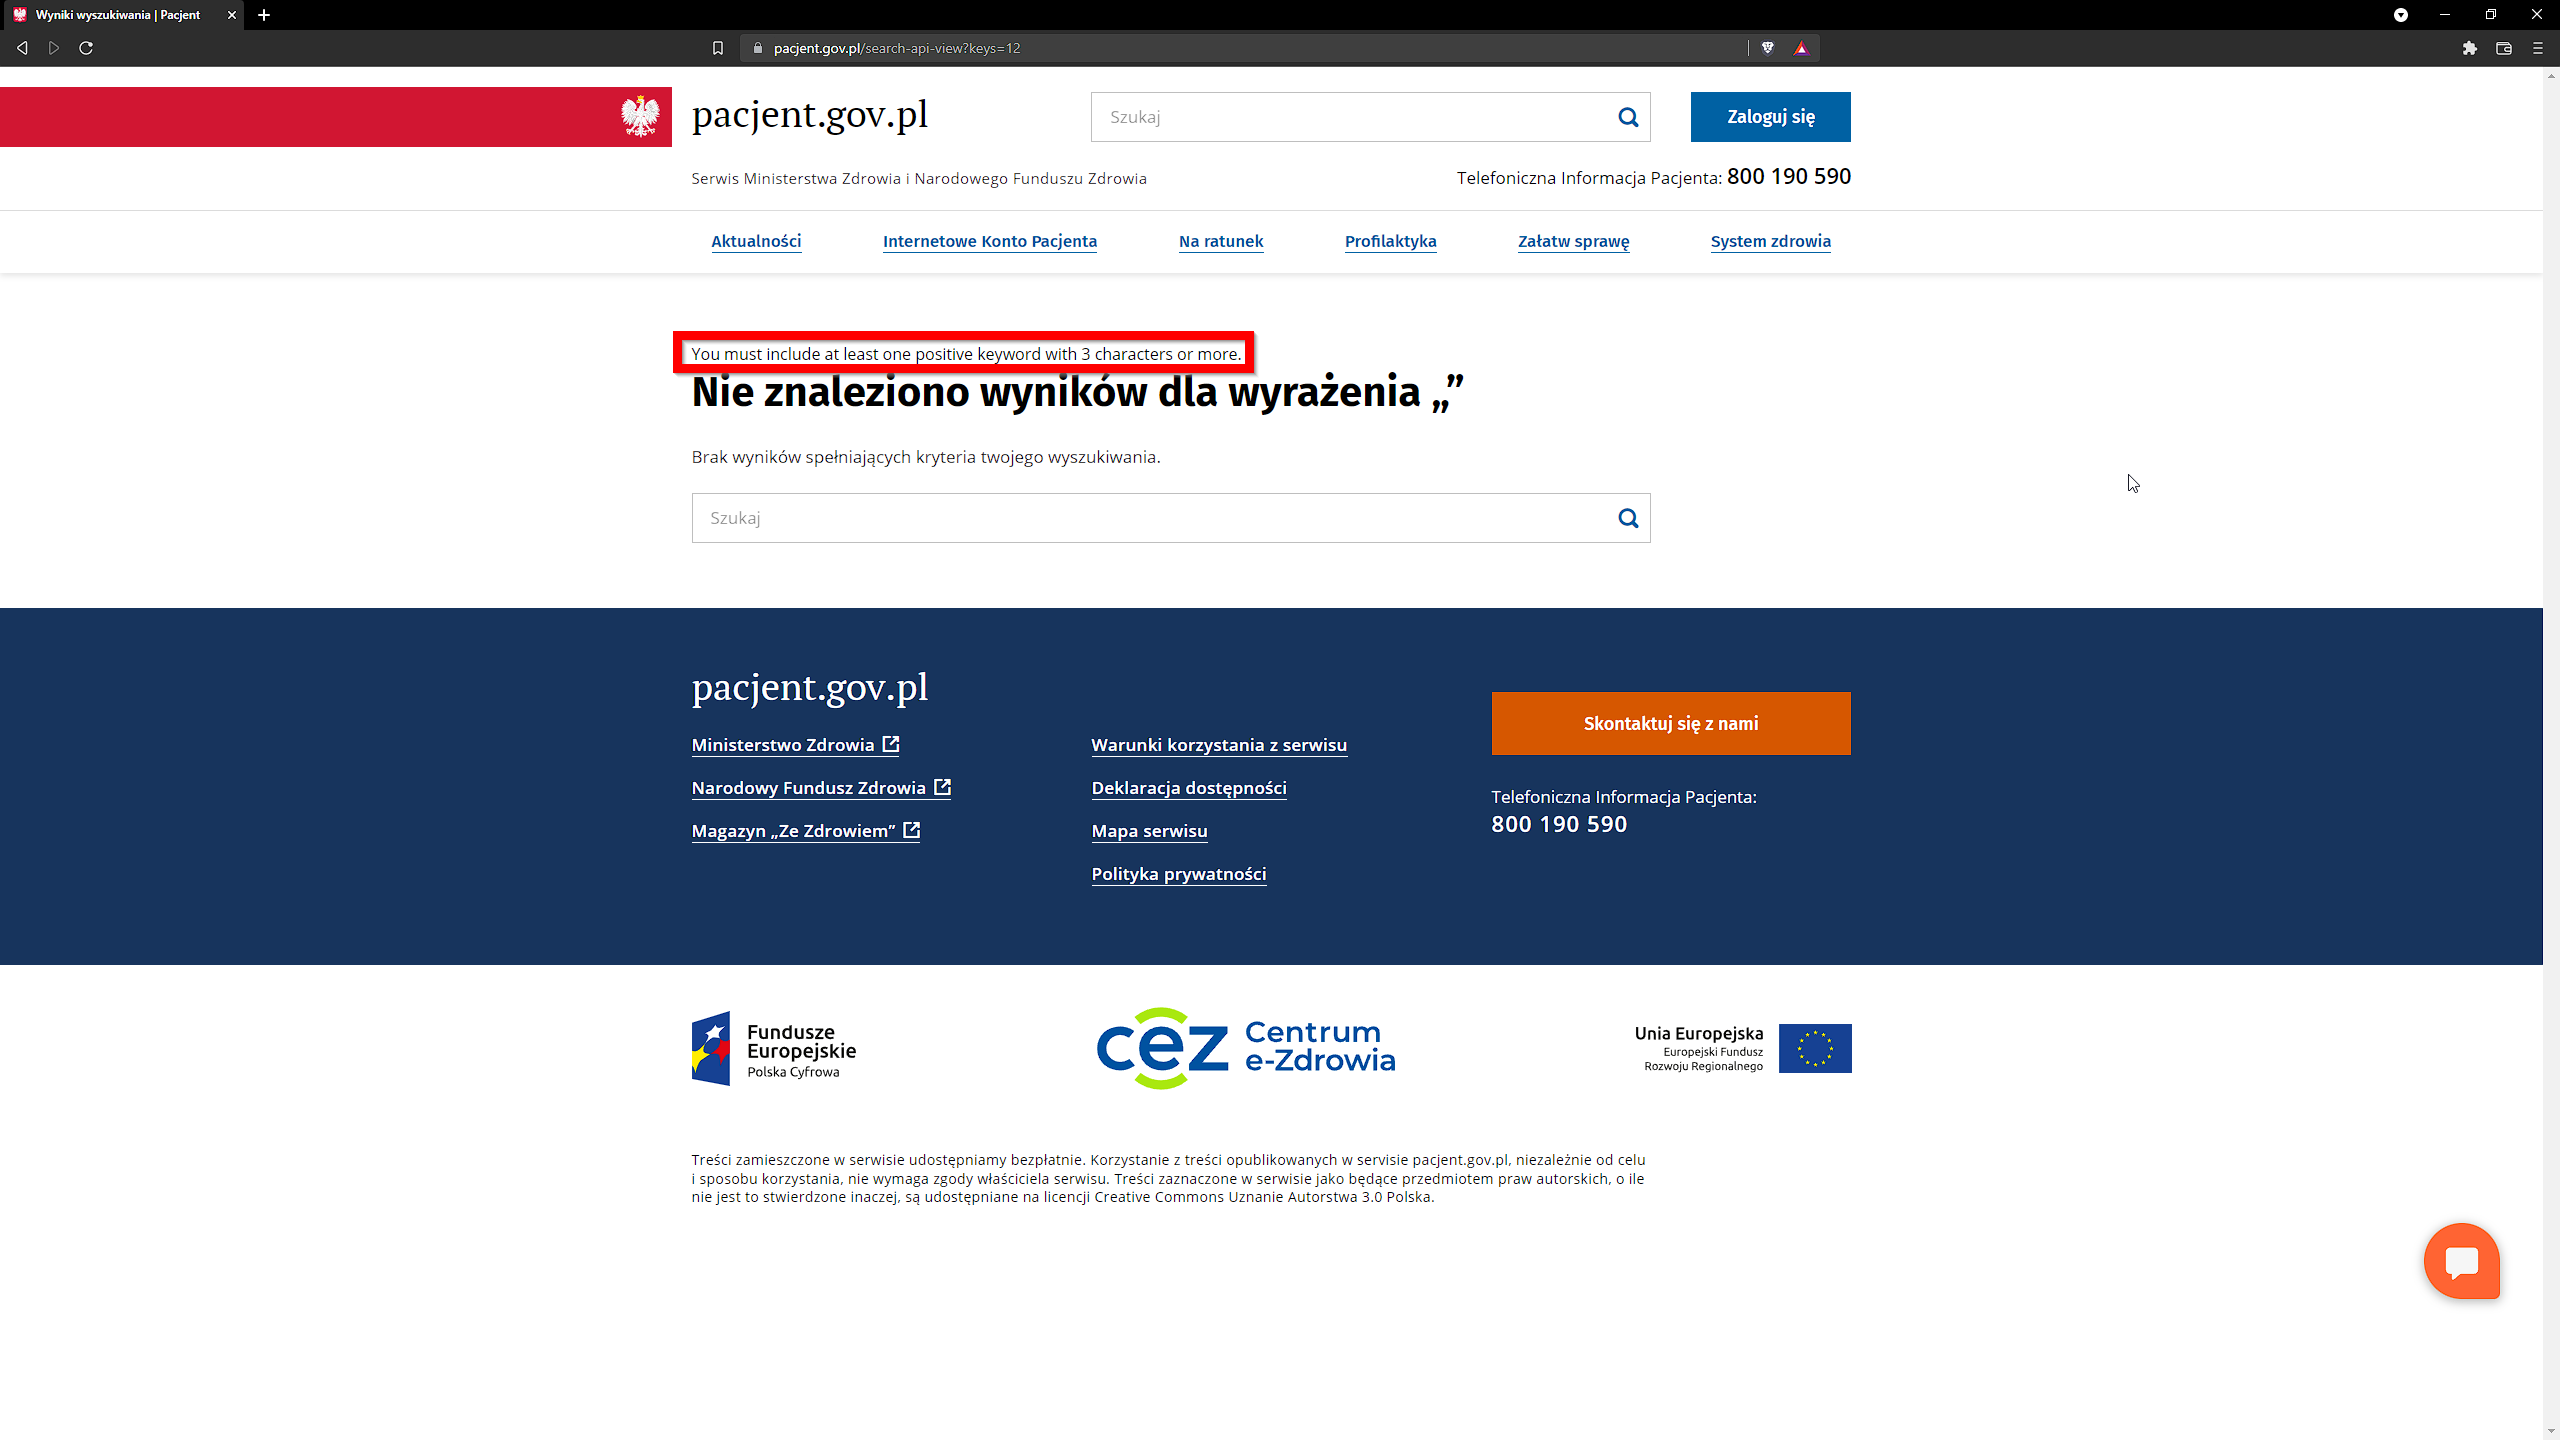 Wyniki wyszukiwania | Pacjent
pacjent.gov.pl/search-api-view?keys=12
pacjent.gov.pl
Szukaj
Zaloguj się
Serwis Ministerstwa Zdrowia i Narodowego Funduszu Zdrowia
Telefoniczna Informacja Pacjenta: 800 190 590
Aktualności
Internetowe Konto Pacjenta
Na ratunek
Profilaktyka
Załatw sprawę
System zdrowia
You must include at least one positive keyword with 3 characters or more.
Nie znaleziono wyników dla wyrażenia „”
Brak wyników spełniających kryteria twojego wyszukiwania.
Szukaj
pacjent.gov.pl
Ministerstwo Zdrowia
Narodowy Fundusz Zdrowia
Magazyn „Ze Zdrowiem”
Warunki korzystania z serwisu
Deklaracja dostępności
Mapa serwisu
Polityka prywatności
Skontaktuj się z nami
Telefoniczna Informacja Pacjenta:
800 190 590
Fundusze
Europejskie
Polska Cyfrowa
cez
Centrum
e-Zdrowia
Unia Europejska
Europejski Fundusz
Rozwoju Regionalnego
Treści zamieszczone w serwisie udostępniamy bezpłatnie. Korzystanie z treści opublikowanych w servisie pacjent.gov.pl, niezależnie od celu
i sposobu korzystania, nie wymaga zgody właściciela serwisu. Treści zaznaczone w serwisie jako będące przedmiotem praw autorskich, o ile
nie jest to stwierdzone inaczej, są udostępniane na licencji Creative Commons Uznanie Autorstwa 3.0 Polska.